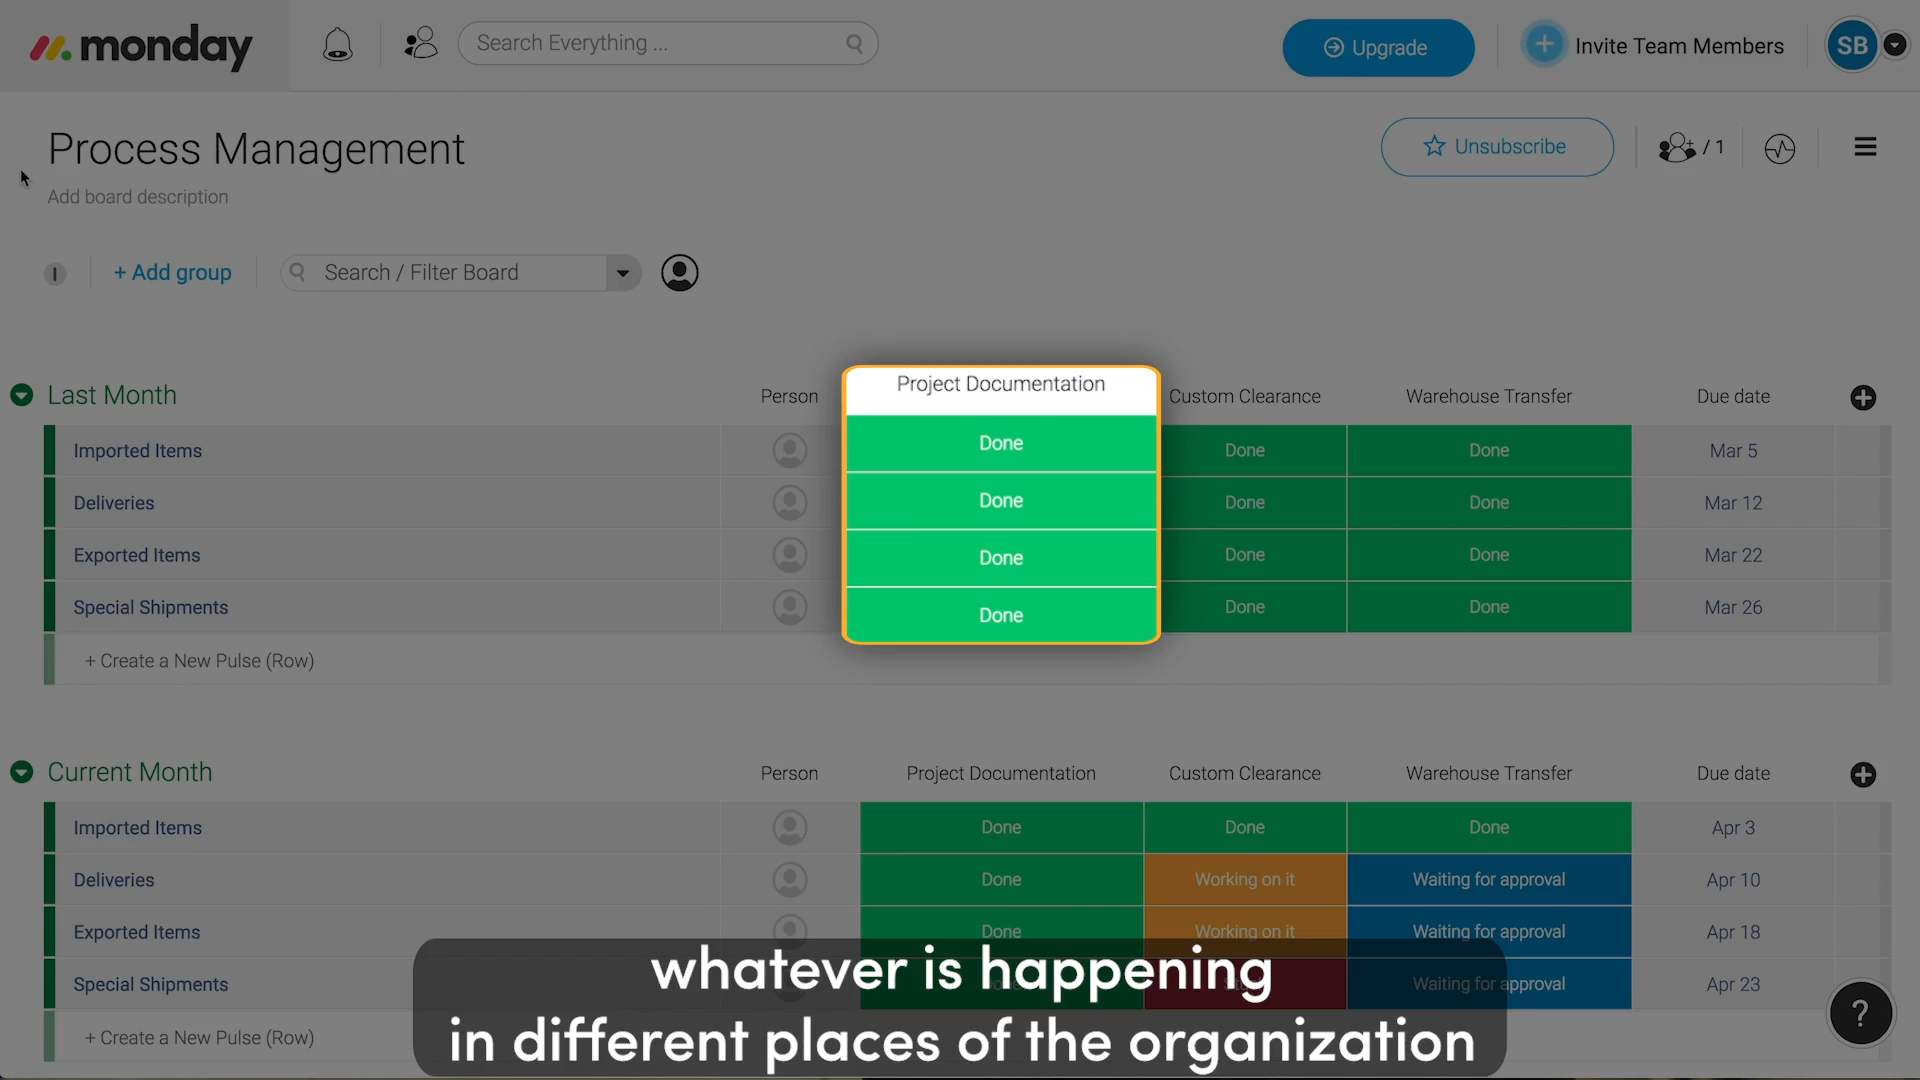 monday
Search Everything ...
Upgrade
Invite Team Members
SB
Process Management
Add board description
Unsubscribe
/ 1
+ Add group
Search / Filter Board
Last Month
Person
Project Documentation
Custom Clearance
Warehouse Transfer
Due date
Imported Items
Done
Done
Done
Mar 5
Deliveries
Done
Done
Done
Mar 12
Exported Items
Done
Done
Done
Mar 22
Special Shipments
Done
Done
Done
Mar 26
+ Create a New Pulse (Row)
Current Month
Person
Project Documentation
Custom Clearance
Warehouse Transfer
Due date
Imported Items
Done
Done
Done
Apr 3
Deliveries
Done
Working on it
Waiting for approval
Apr 10
Exported Items
Done
Working on it
Waiting for approval
Apr 18
Special Shipments
Waiting for approval
Apr 23
+ Create a New Pulse (Row)
whatever is happening
in different places of the organization
?